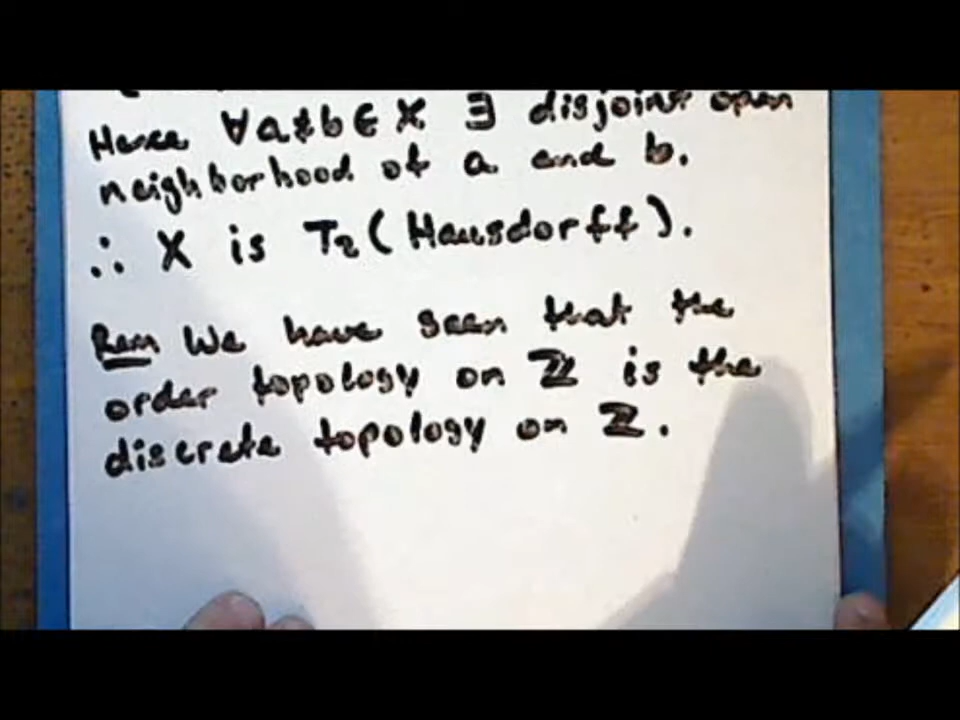 Hence ∀a≠b∈X ∃ disjoint open
neighborhood of a and b.
∴ X is T₂(Hausdorff).
Rem We have seen that the
order topology on ℤ is the
discrete topology on ℤ.